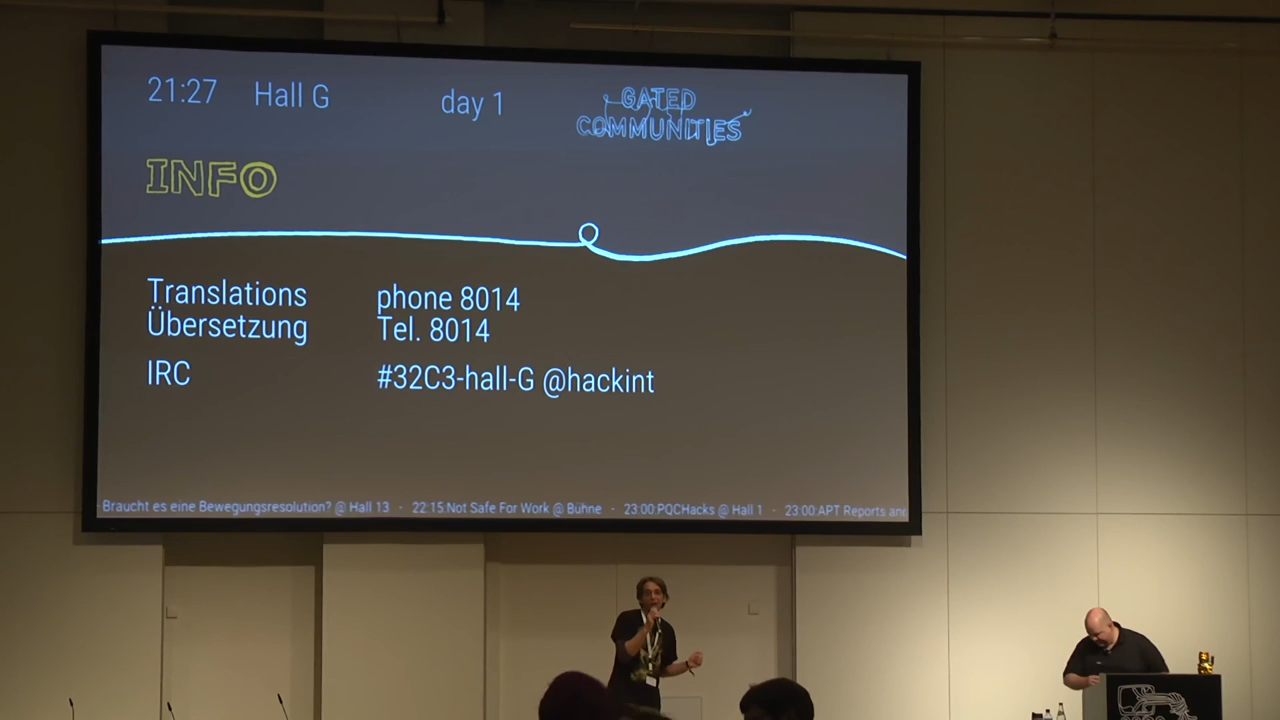 21:27 Hall G day 1
GATED
COMMUNITIES
INFO
Translations phone 8014
Übersetzung Tel. 8014
IRC #32C3-hall-G @hackint
Braucht es eine Bewegungsresolution? @ Hall 13 - 22:15:Not Safe For Work @ Bühne - 23:00:PQCHacks @ Hall 1 - 23:00:APT Reports and